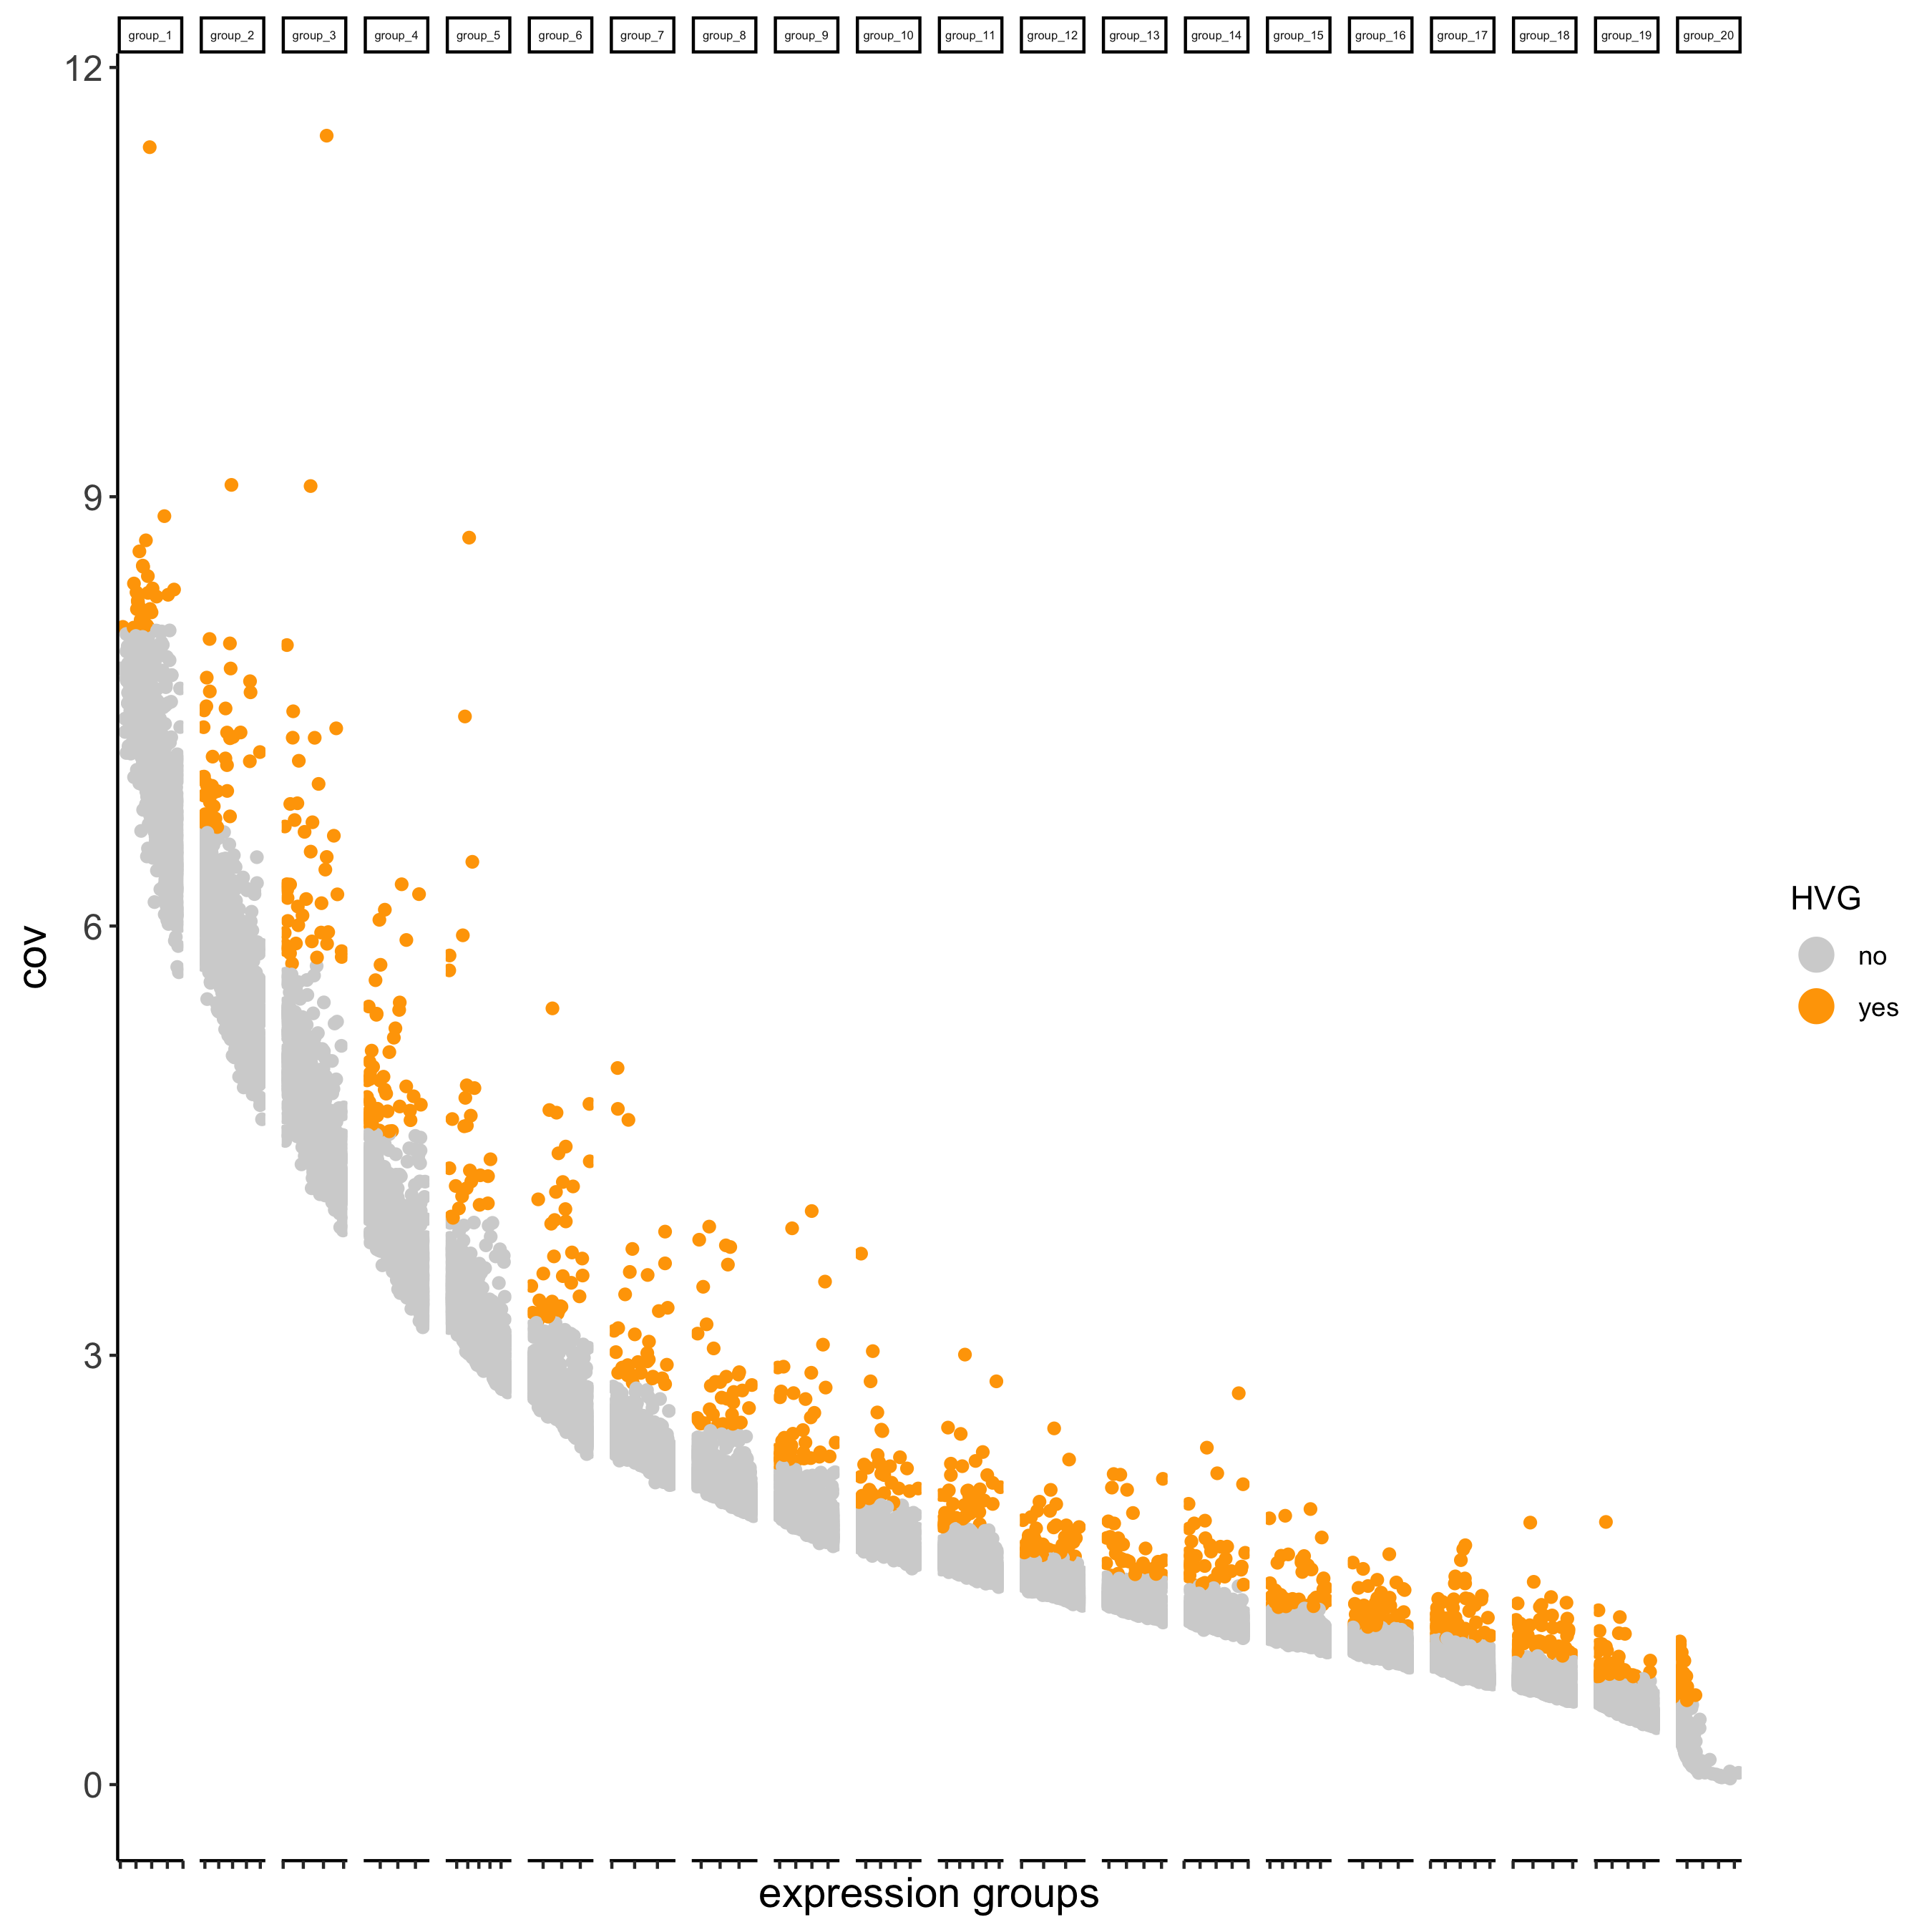 group_1 group_2 group_3 group_4 group_5 group_6 group_7 group_8 group_9 group_10 group_11 group_12 group_13 group_14 group_15 group_16 group_17 group_18 group_19 group_20
12
9
6
3
0
cov
expression groups
HVG
no
yes